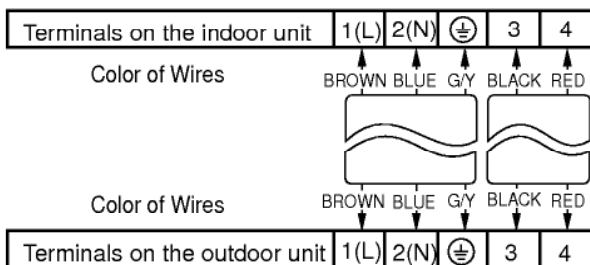 Terminals on the indoor unit 1(L) 2(N) ⏚ 3 4
Color of Wires BROWN BLUE G/Y BLACK RED
Color of Wires BROWN BLUE G/Y BLACK RED
Terminals on the outdoor unit 1(L) 2(N) ⏚ 3 4